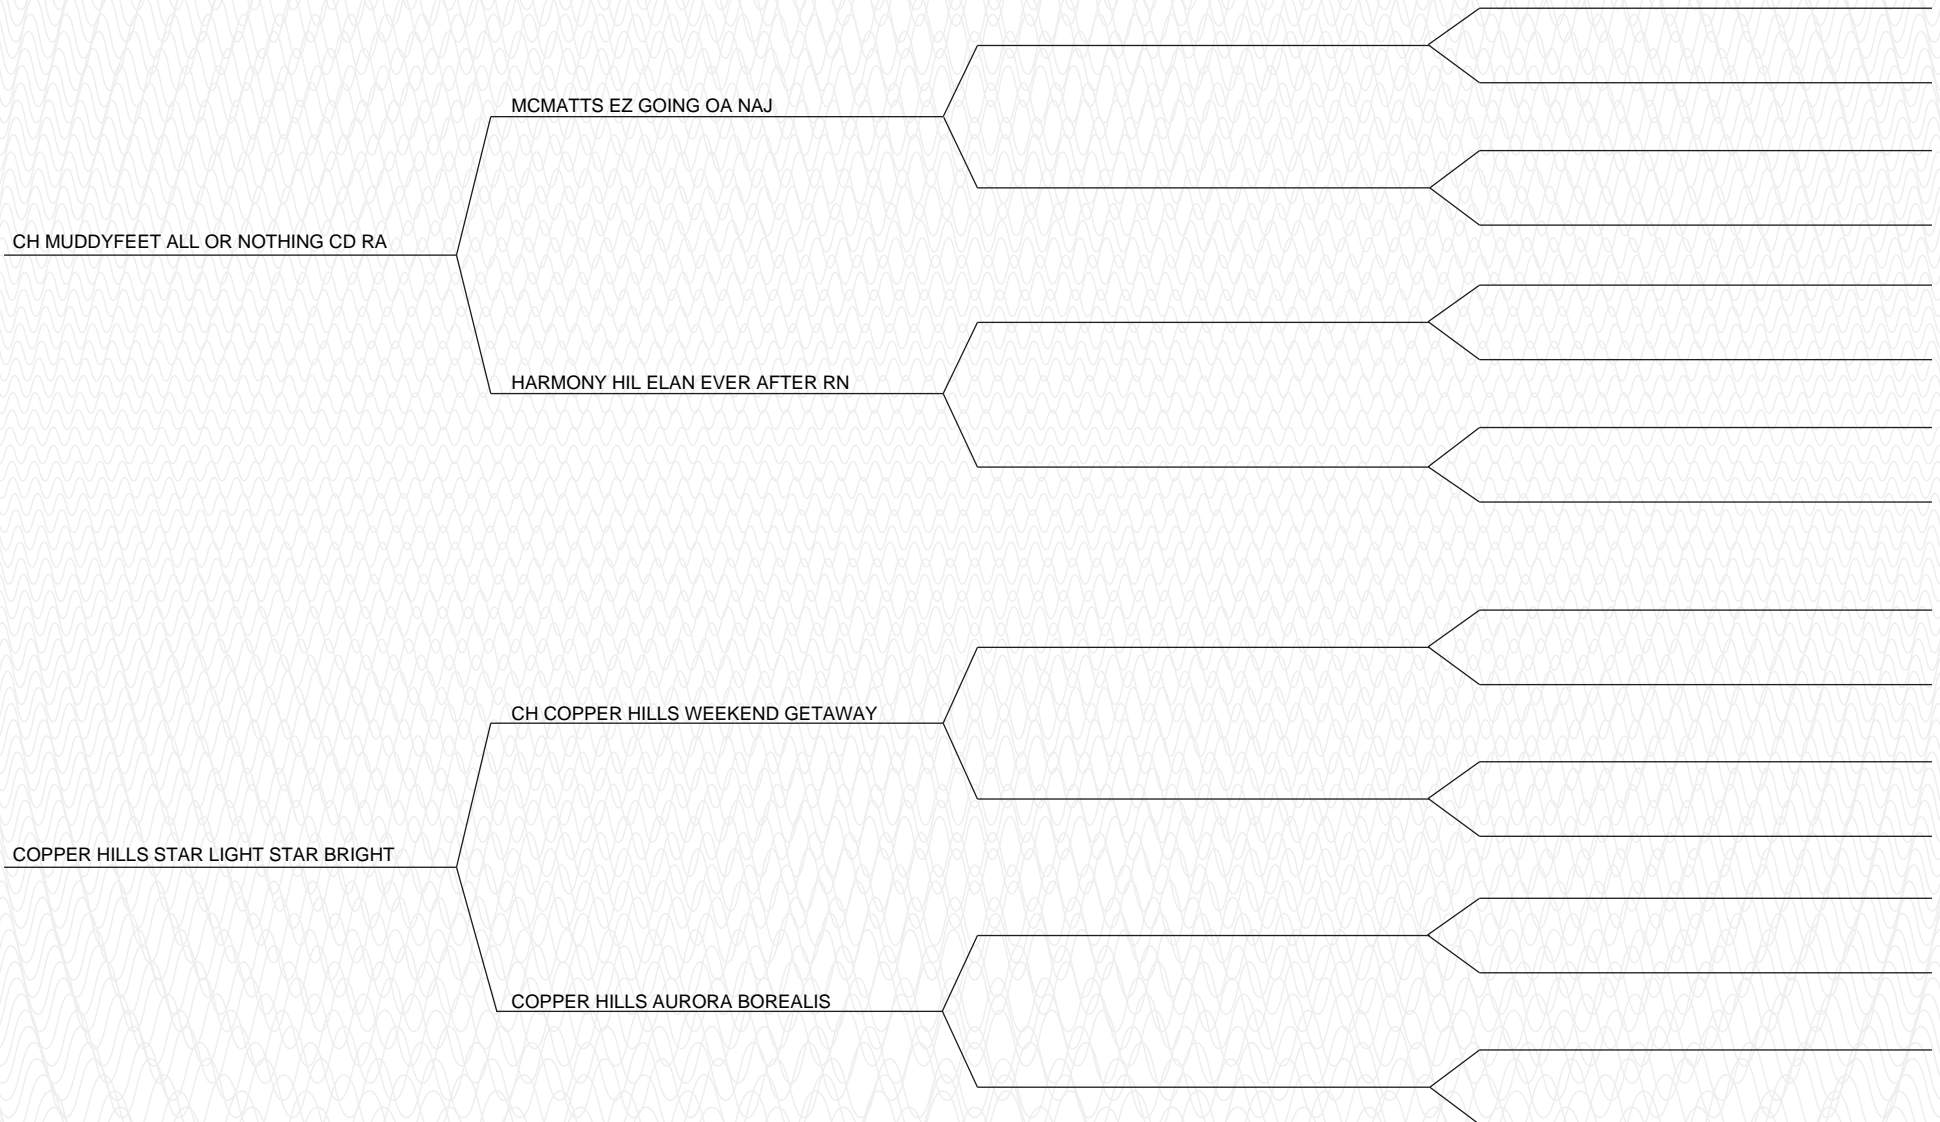 MCMATTS EZ GOING OA NAJ
CH MUDDYFEET ALL OR NOTHING CD RA
HARMONY HIL ELAN EVER AFTER RN
CH COPPER HILLS WEEKEND GETAWAY
COPPER HILLS STAR LIGHT STAR BRIGHT
COPPER HILLS AURORA BOREALIS